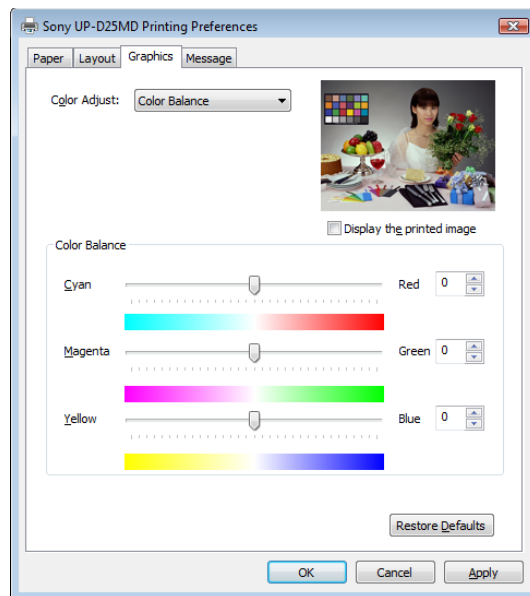 Sony UP-D25MD Printing Preferences
Paper Layout Graphics Message
Color Adjust: Color Balance
Display the printed image
Color Balance
Cyan Red 0
Magenta Green 0
Yellow Blue 0
Restore Defaults
OK Cancel Apply